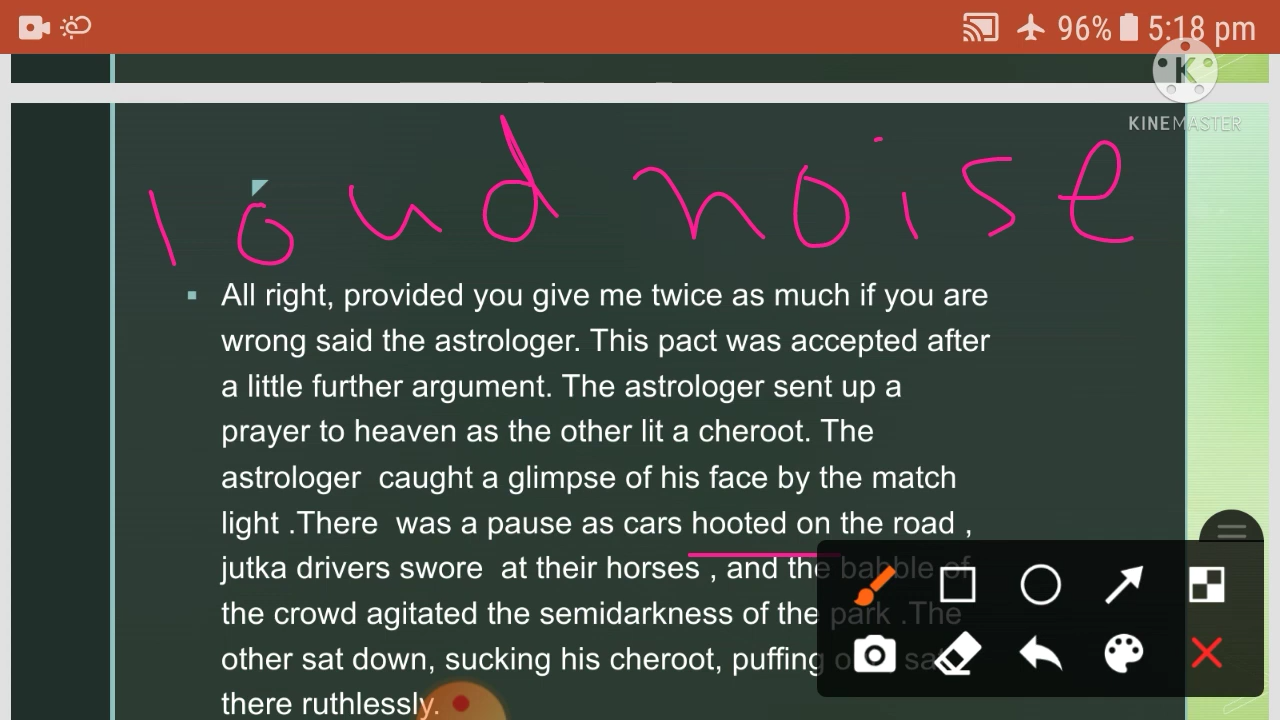 96% 5:18 pm
K
KINEMASTER
loud noise
All right, provided you give me twice as much if you are
wrong said the astrologer. This pact was accepted after
a little further argument. The astrologer sent up a
prayer to heaven as the other lit a cheroot. The
astrologer caught a glimpse of his face by the match
light .There was a pause as cars hooted on the road ,
jutka drivers swore at their horses , and the babble of
the crowd agitated the semidarkness of the park .The
other sat down, sucking his cheroot, puffing
there ruthlessly.